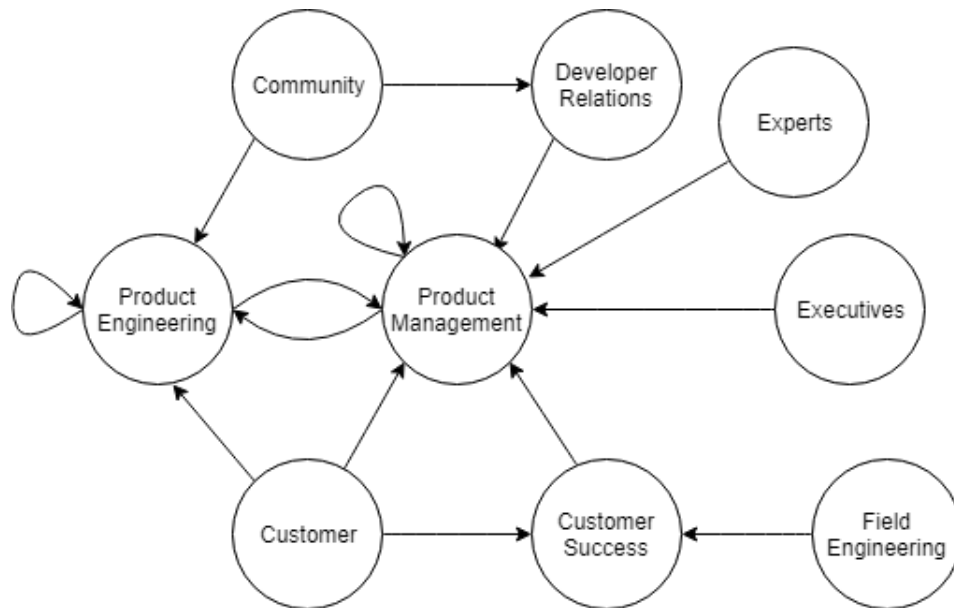 Community
Developer
Relations
Experts
Product
Engineering
Product
Management
Executives
Customer
Customer
Success
Field
Engineering